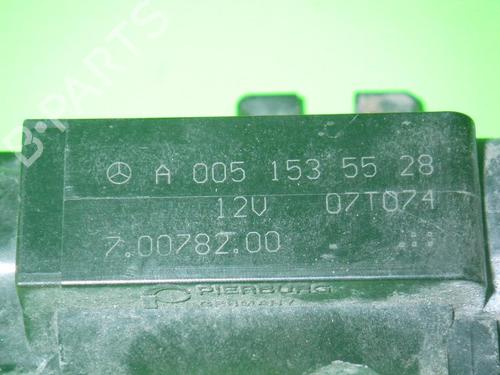 B-PARTS
A 005 153 55 28
12V 07T074
7.00782.00
PIERBURG
GERMANY